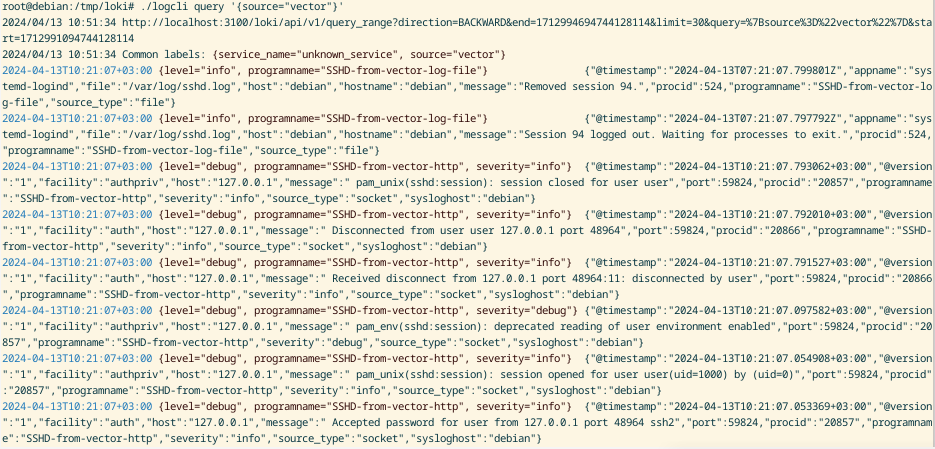 root@debian:/tmp/loki# ./logcli query '{source="vector"}'
2024/04/13 10:51:34 http://localhost:3100/loki/api/v1/query_range?direction=BACKWARD&end=1712994694744128114&limit=30&query=%7Bsource%3D%22vector%22%7D&sta
rt=1712991094744128114
2024/04/13 10:51:34 Common labels: {service_name="unknown_service", source="vector"}
2024-04-13T10:21:07+03:00 {level="info", programname="SSHD-from-vector-log-file"} {"@timestamp":"2024-04-13T07:21:07.799801Z","appname":"sys
temd-logind","file":"/var/log/sshd.log","host":"debian","hostname":"debian","message":"Removed session 94.","procid":524,"programname":"SSHD-from-vector-lo
g-file","source_type":"file"}
2024-04-13T10:21:07+03:00 {level="info", programname="SSHD-from-vector-log-file"} {"@timestamp":"2024-04-13T07:21:07.797792Z","appname":"sys
temd-logind","file":"/var/log/sshd.log","host":"debian","hostname":"debian","message":"Session 94 logged out. Waiting for processes to exit.","procid":524,
"programname":"SSHD-from-vector-log-file","source_type":"file"}
2024-04-13T10:21:07+03:00 {level="debug", programname="SSHD-from-vector-http", severity="info"} {"@timestamp":"2024-04-13T10:21:07.793062+03:00","@version
":"1","facility":"authpriv","host":"127.0.0.1","message":" pam_unix(sshd:session): session closed for user user","port":59824,"procid":"20857","programname
":"SSHD-from-vector-http","severity":"info","source_type":"socket","sysloghost":"debian"}
2024-04-13T10:21:07+03:00 {level="debug", programname="SSHD-from-vector-http", severity="info"} {"@timestamp":"2024-04-13T10:21:07.792010+03:00","@version
":"1","facility":"auth","host":"127.0.0.1","message":" Disconnected from user user 127.0.0.1 port 48964","port":59824,"procid":"20866","programname":"SSHD-
from-vector-http","severity":"info","source_type":"socket","sysloghost":"debian"}
2024-04-13T10:21:07+03:00 {level="debug", programname="SSHD-from-vector-http", severity="info"} {"@timestamp":"2024-04-13T10:21:07.791527+03:00","@version
":"1","facility":"auth","host":"127.0.0.1","message":" Received disconnect from 127.0.0.1 port 48964:11: disconnected by user","port":59824,"procid":"20866
","programname":"SSHD-from-vector-http","severity":"info","source_type":"socket","sysloghost":"debian"}
2024-04-13T10:21:07+03:00 {level="debug", programname="SSHD-from-vector-http", severity="debug"} {"@timestamp":"2024-04-13T10:21:07.097582+03:00","@version
":"1","facility":"authpriv","host":"127.0.0.1","message":" pam_env(sshd:session): deprecated reading of user environment enabled","port":59824,"procid":"20
857","programname":"SSHD-from-vector-http","severity":"debug","source_type":"socket","sysloghost":"debian"}
2024-04-13T10:21:07+03:00 {level="debug", programname="SSHD-from-vector-http", severity="info"} {"@timestamp":"2024-04-13T10:21:07.054908+03:00","@version
":"1","facility":"authpriv","host":"127.0.0.1","message":" pam_unix(sshd:session): session opened for user user(uid=1000) by (uid=0)","port":59824,"procid"
:"20857","programname":"SSHD-from-vector-http","severity":"info","source_type":"socket","sysloghost":"debian"}
2024-04-13T10:21:07+03:00 {level="debug", programname="SSHD-from-vector-http", severity="info"} {"@timestamp":"2024-04-13T10:21:07.053369+03:00","@version
":"1","facility":"auth","host":"127.0.0.1","message":" Accepted password for user from 127.0.0.1 port 48964 ssh2","port":59824,"procid":"20857","programnam
e":"SSHD-from-vector-http","severity":"info","source_type":"socket","sysloghost":"debian"}